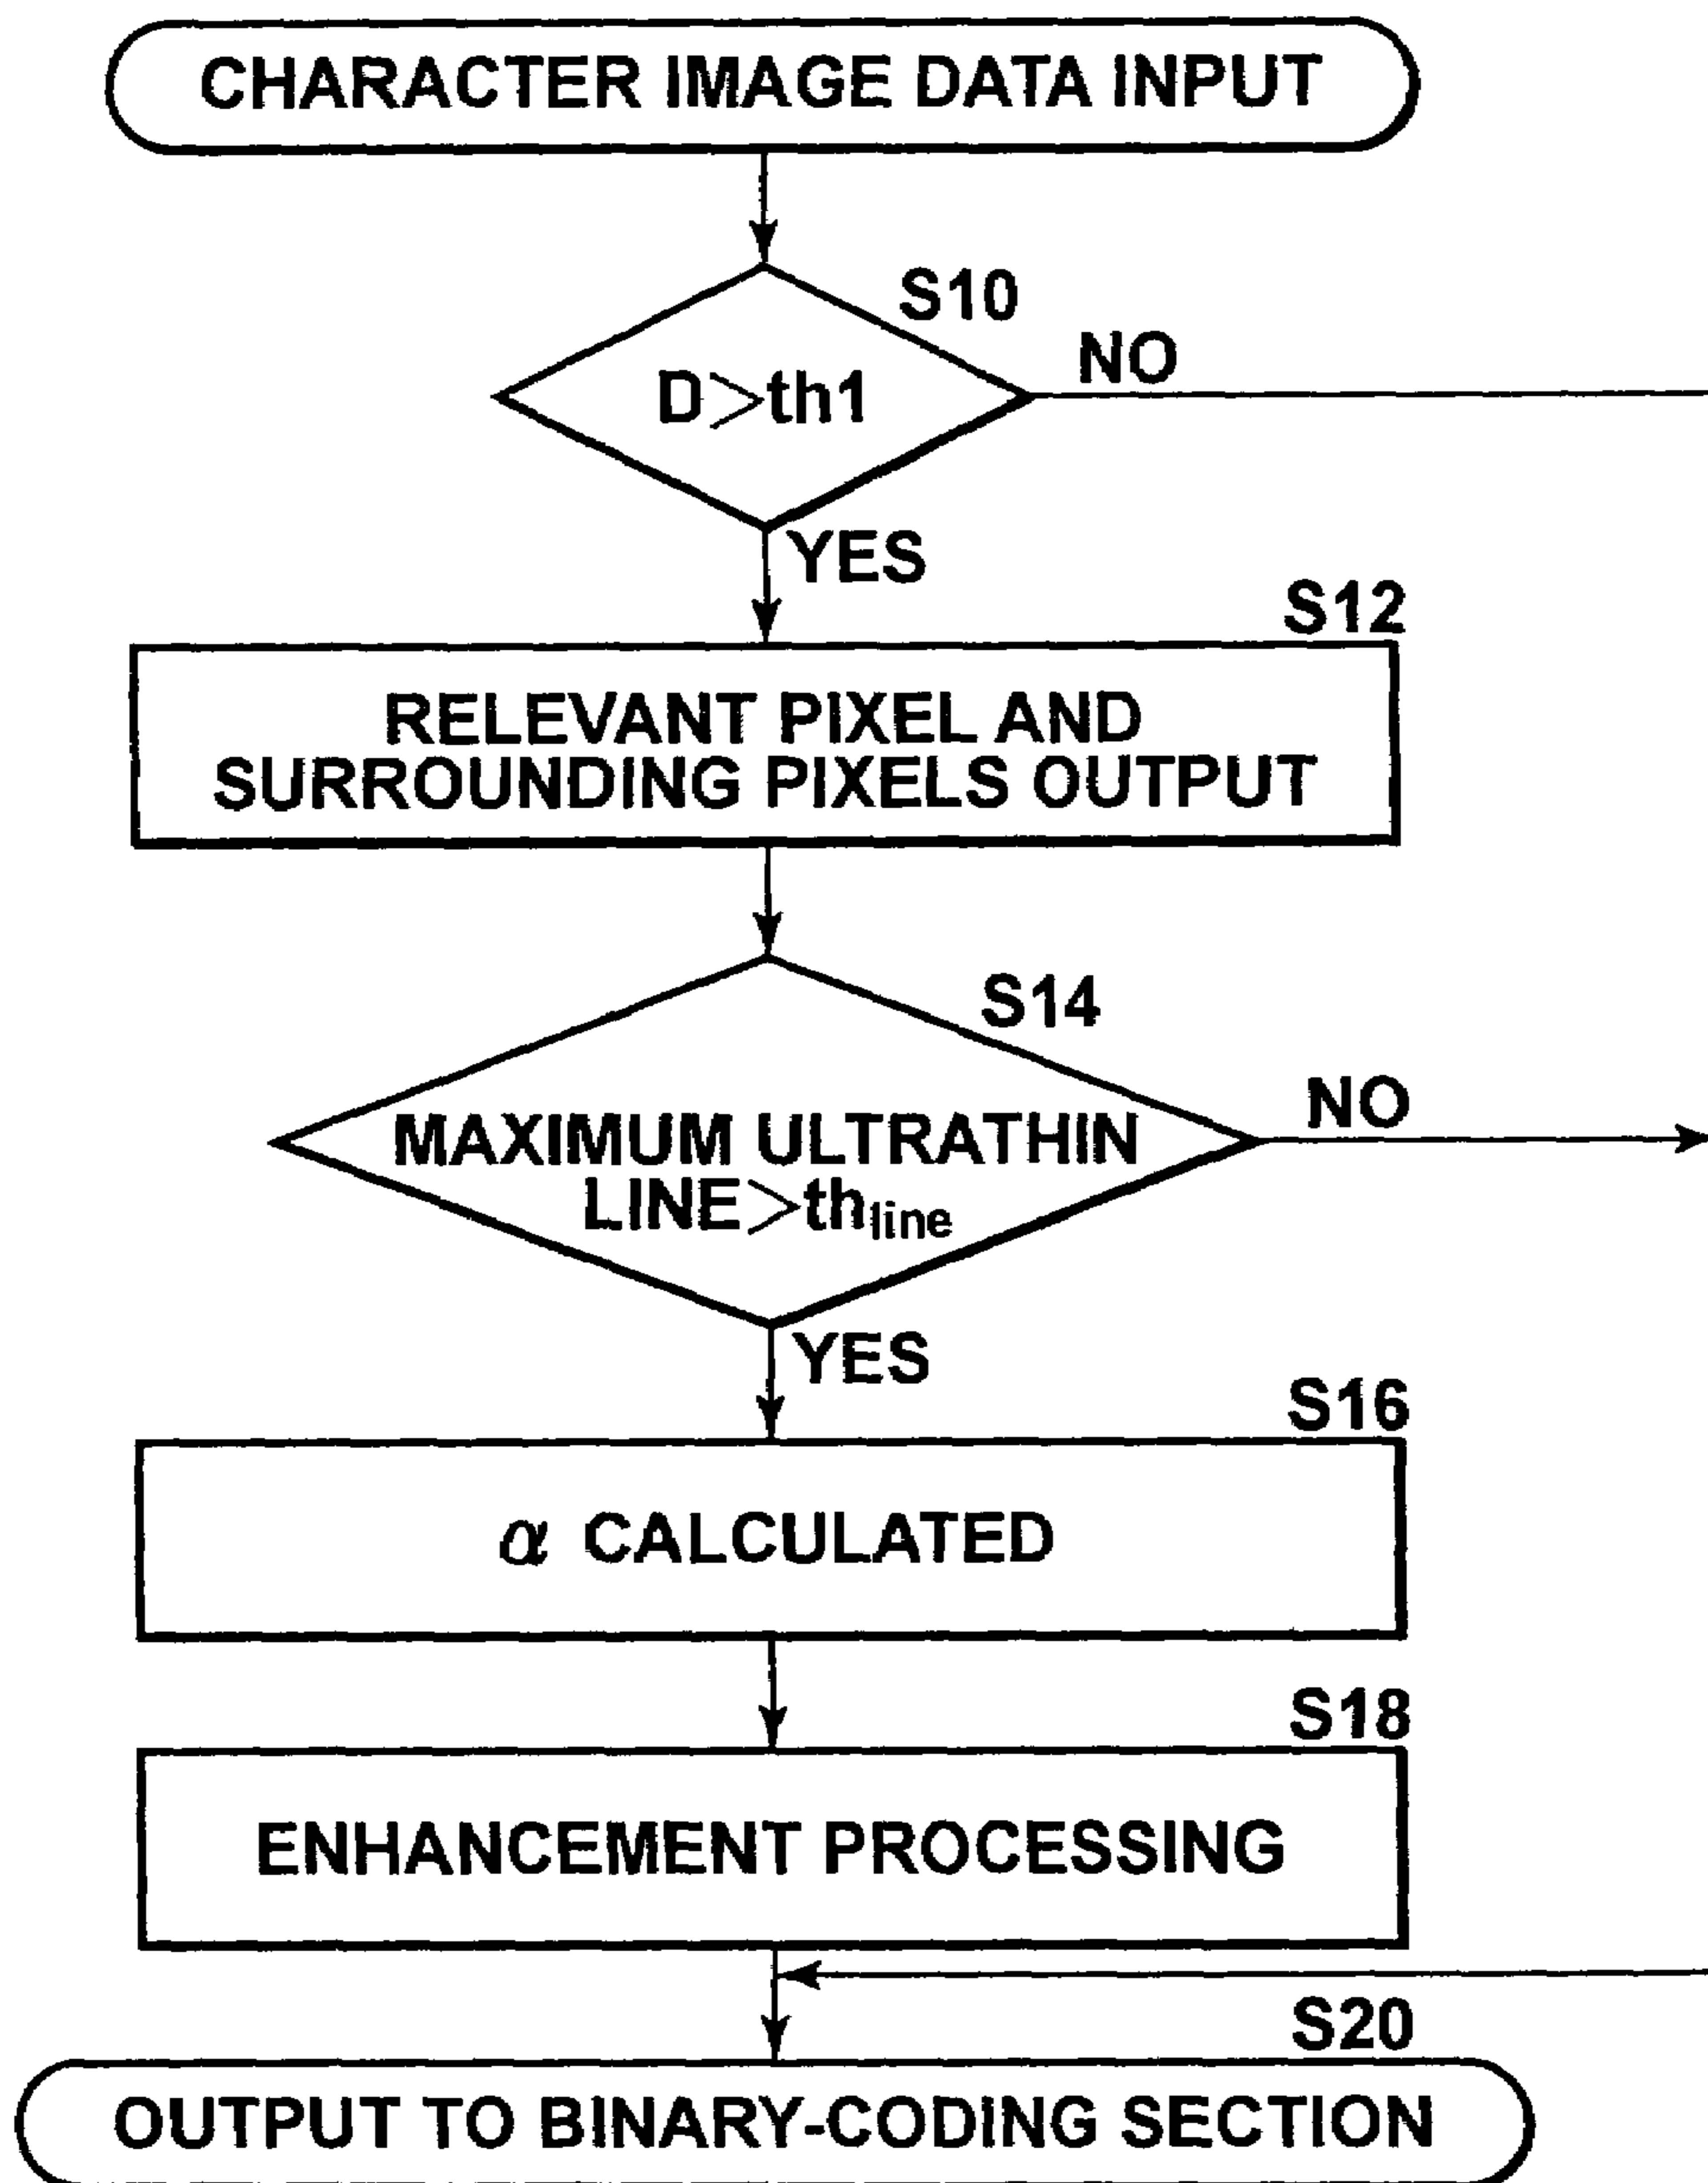 CHARACTER IMAGE DATA INPUT
S10
D>th1
NO
YES
S12
RELEVANT PIXEL AND
SURROUNDING PIXELS OUTPUT
S14
MAXIMUM ULTRATHIN
LINE>thline
NO
YES
S16
α CALCULATED
S18
ENHANCEMENT PROCESSING
S20
OUTPUT TO BINARY-CODING SECTION